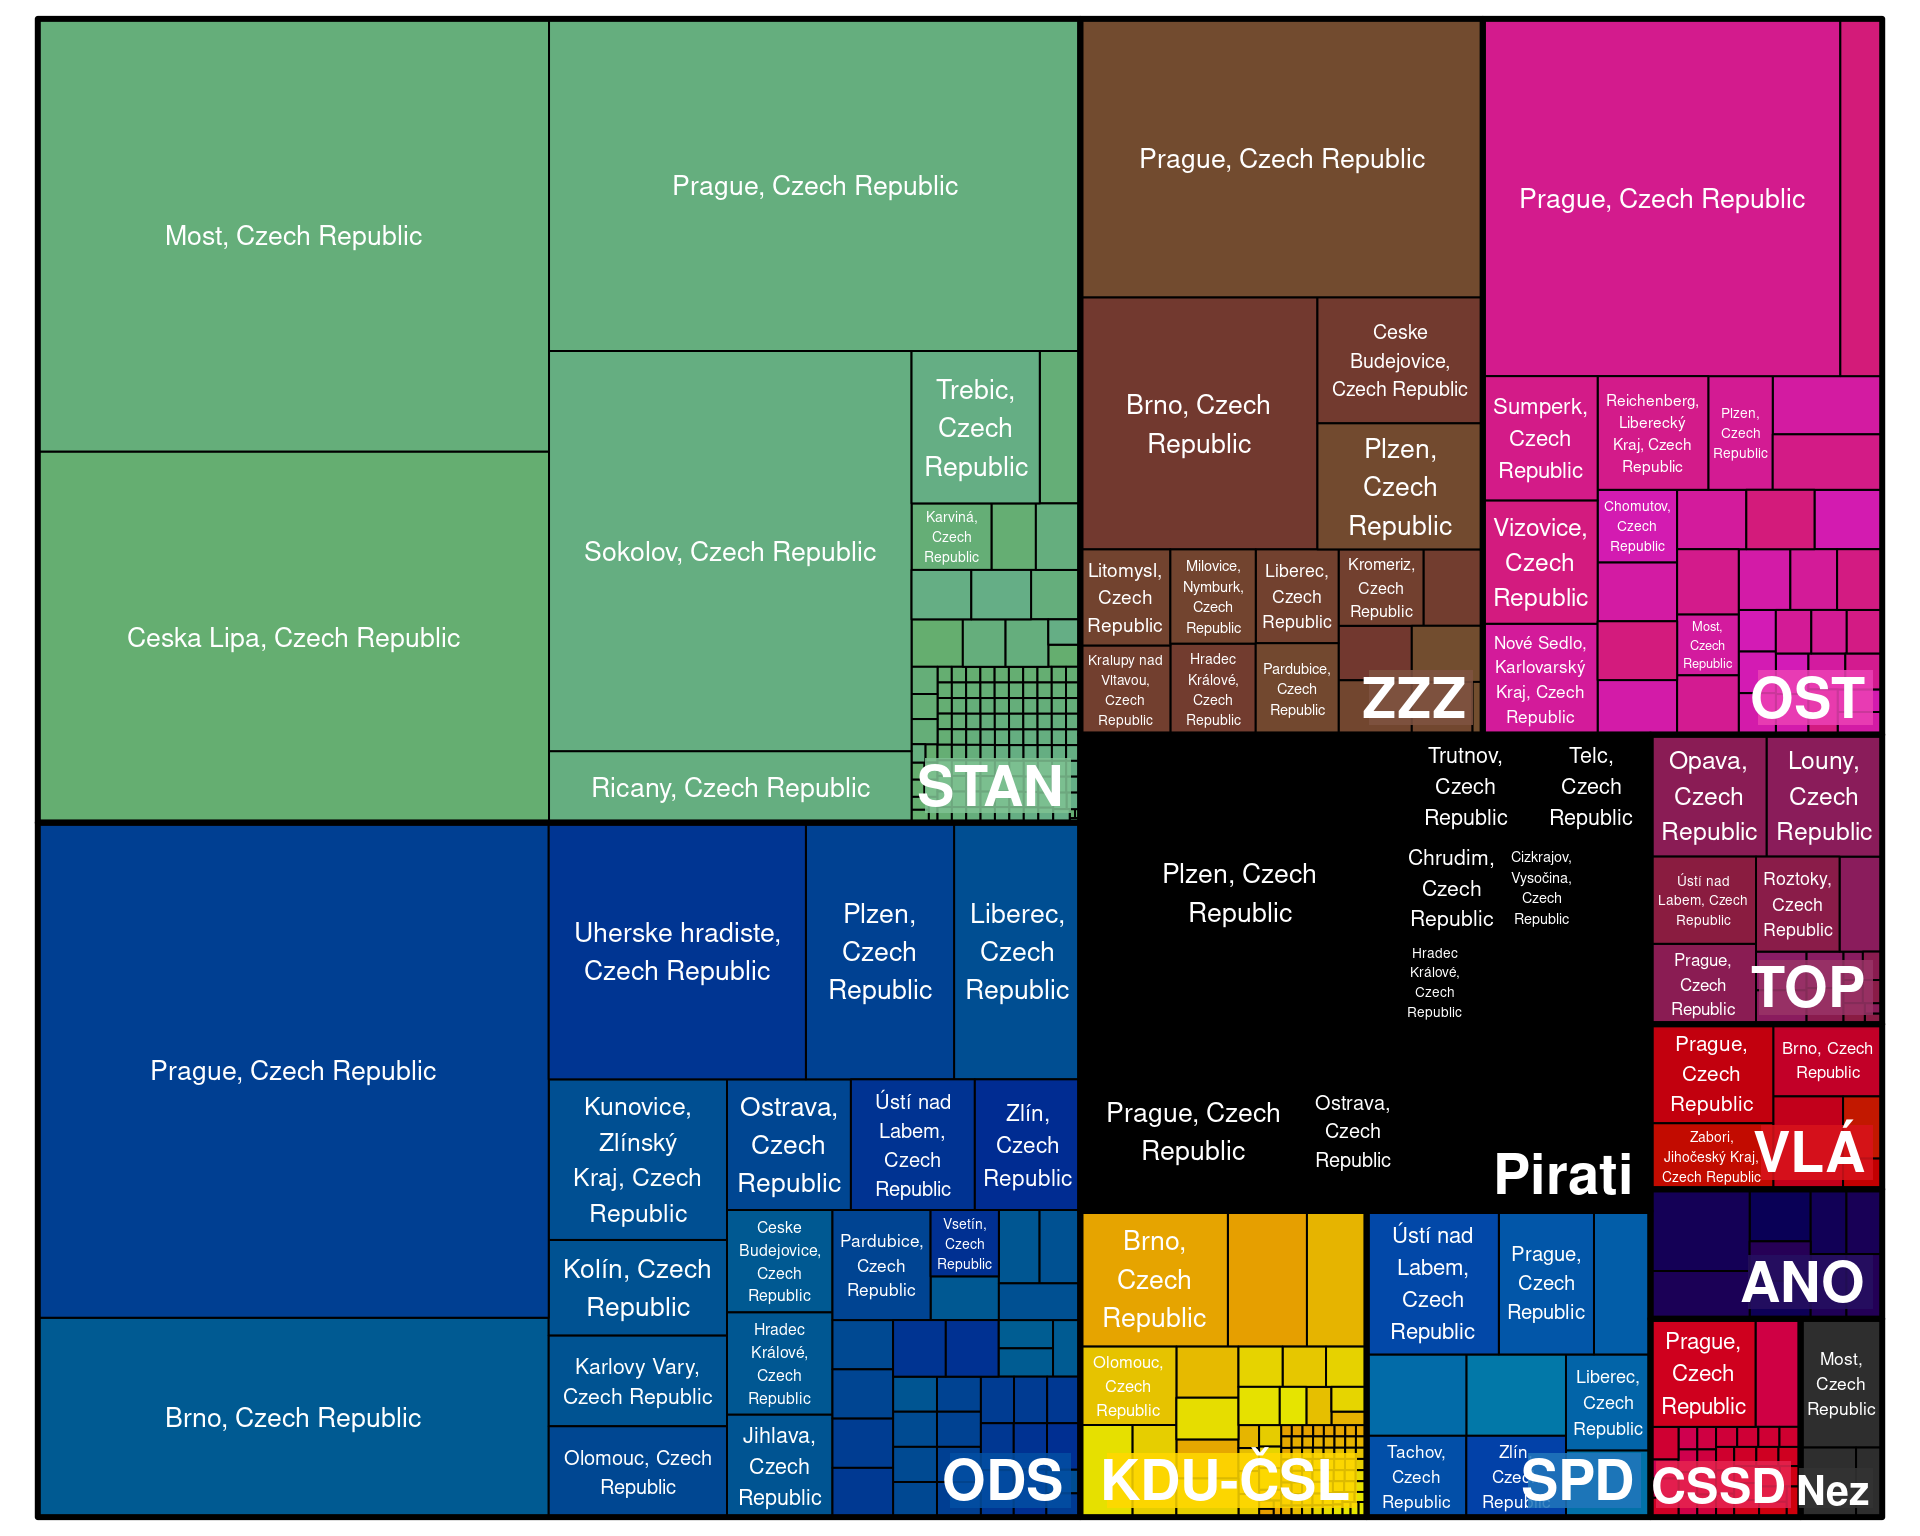 Most, Czech Republic
Prague, Czech Republic
Ceska Lipa, Czech Republic
Sokolov, Czech Republic
Trebic,
Czech
Republic
Karviná,
Czech
Republic
Ricany, Czech Republic
STAN
Prague, Czech Republic
Brno, Czech
Republic
Ceske
Budejovice,
Czech Republic
Plzen,
Czech
Republic
Litomysl,
Czech
Republic
Milovice,
Nymburk,
Czech
Republic
Liberec,
Czech
Republic
Kromeriz,
Czech
Republic
Kralupy nad
Vltavou,
Czech
Republic
Hradec
Králové,
Czech
Republic
Pardubice,
Czech
Republic
ZZZ
Prague, Czech Republic
Sumperk,
Czech
Republic
Reichenberg,
Liberecký
Kraj, Czech
Republic
Plzen,
Czech
Republic
Vizovice,
Czech
Republic
Chomutov,
Czech
Republic
Nové Sedlo,
Karlovarský
Kraj, Czech
Republic
Most,
Czech
Republic
OST
Prague, Czech Republic
Brno, Czech Republic
Uherske hradiste,
Czech Republic
Plzen,
Czech
Republic
Liberec,
Czech
Republic
Kunovice,
Zlínský
Kraj, Czech
Republic
Ostrava,
Czech
Republic
Ústí nad
Labem,
Czech
Republic
Zlín,
Czech
Republic
Kolín, Czech
Republic
Karlovy Vary,
Czech Republic
Olomouc, Czech
Republic
Ceske
Budejovice,
Czech
Republic
Pardubice,
Czech
Republic
Vsetín,
Czech
Republic
Hradec
Králové,
Czech
Republic
Jihlava,
Czech
Republic
ODS
Plzen, Czech
Republic
Trutnov,
Czech
Republic
Telc,
Czech
Republic
Chrudim,
Czech
Republic
Cizkrajov,
Vysočina,
Czech
Republic
Hradec
Králové,
Czech
Republic
Prague, Czech
Republic
Ostrava,
Czech
Republic
Pirati
Opava,
Czech
Republic
Louny,
Czech
Republic
Ústí nad
Labem, Czech
Republic
Roztoky,
Czech
Republic
Prague,
Czech
Republic
TOP
Prague,
Czech
Republic
Brno, Czech
Republic
Zabori,
Jihočeský Kraj,
Czech Republic
VLÁ
ANO
Brno,
Czech
Republic
Olomouc,
Czech
Republic
KDU-ČSL
Ústí nad
Labem,
Czech
Republic
Prague,
Czech
Republic
Liberec,
Czech
Republic
Tachov,
Czech
Republic
Zlín
Czech
Republic
SPD
Prague,
Czech
Republic
CSSD
Most,
Czech
Republic
Nez